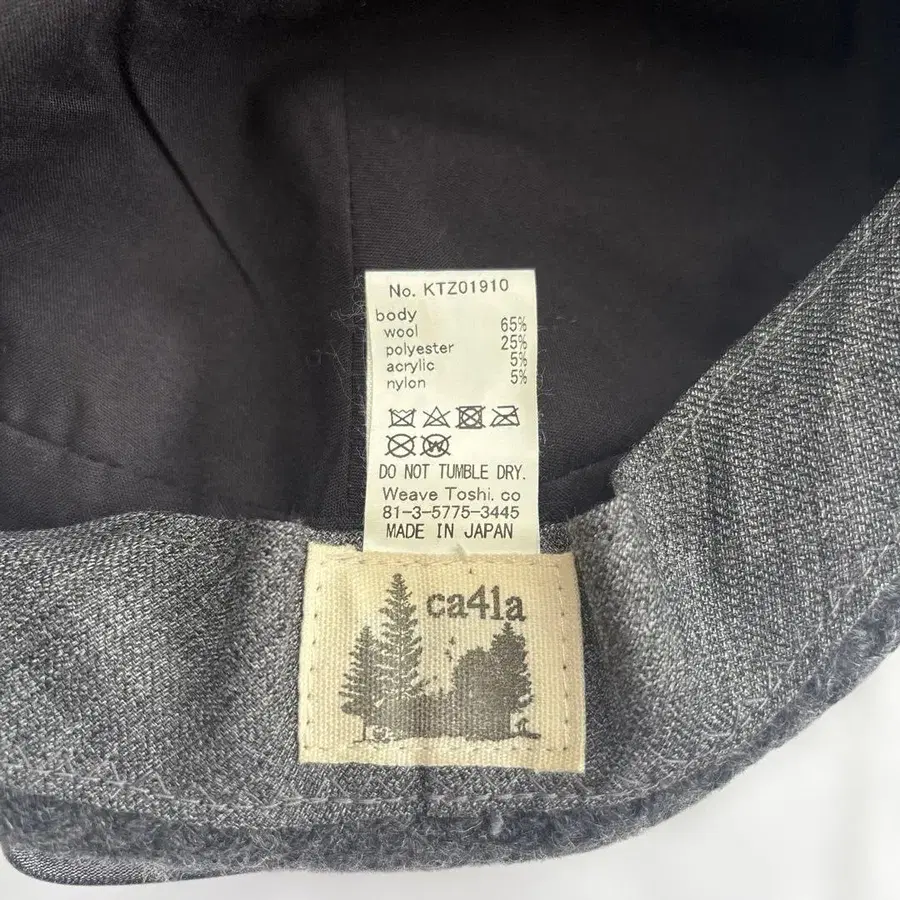 No. KTZ01910
body
wool 65%
polyester 25%
acrylic 5%
nylon 5%
DO NOT TUMBLE DRY.
Weave Toshi. co
81-3-5775-3445
MADE IN JAPAN
ca4la